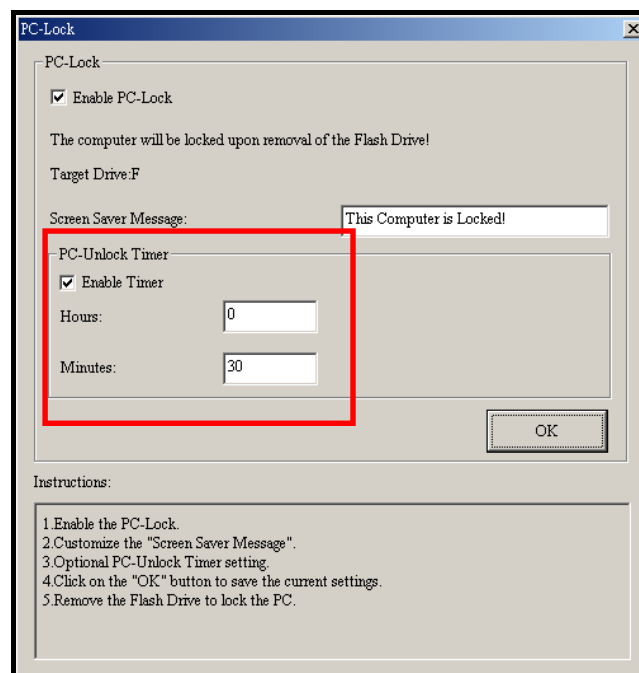 PC-Lock
PC-Lock
Enable PC-Lock
The computer will be locked upon removal of the Flash Drive!
Target Drive:F
Screen Saver Message: This Computer is Locked!
PC-Unlock Timer
Enable Timer
Hours: 0
Minutes: 30
OK
Instructions:
1.Enable the PC-Lock.
2.Customize the "Screen Saver Message".
3.Optional PC-Unlock Timer setting.
4.Click on the "OK" button to save the current settings.
5.Remove the Flash Drive to lock the PC.